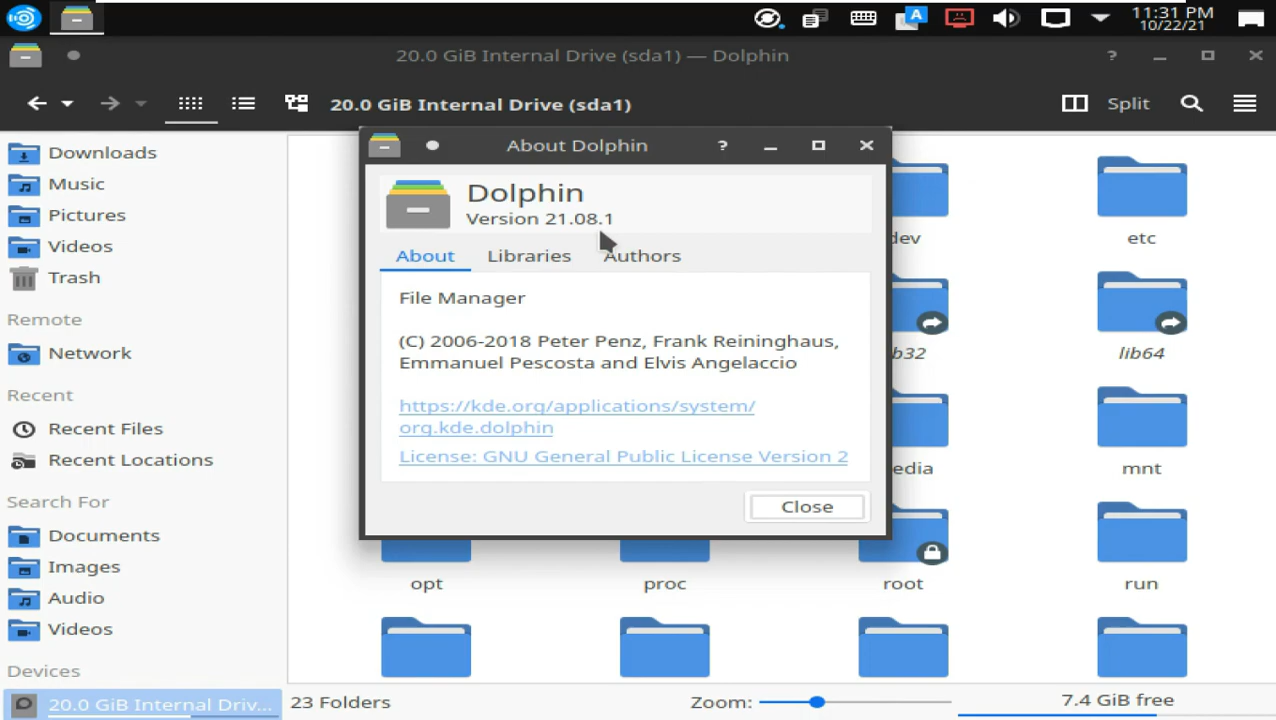 11:31 PM
10/22/21
20.0 GiB Internal Drive (sda1) — Dolphin
20.0 GiB Internal Drive (sda1)
Split
Downloads
Music
Pictures
Videos
Trash
Remote
Network
Recent
Recent Files
Recent Locations
Search For
Documents
Images
Audio
Videos
Devices
20.0 GiB Internal Driv...
About Dolphin
Dolphin
Version 21.08.1
About Libraries Authors
File Manager
(C) 2006-2018 Peter Penz, Frank Reininghaus,
Emmanuel Pescosta and Elvis Angelaccio
https://kde.org/applications/system/
org.kde.dolphin
License: GNU General Public License Version 2
Close
dev etc
b32 lib64
edia mnt
opt proc root run
23 Folders
Zoom:
7.4 GiB free